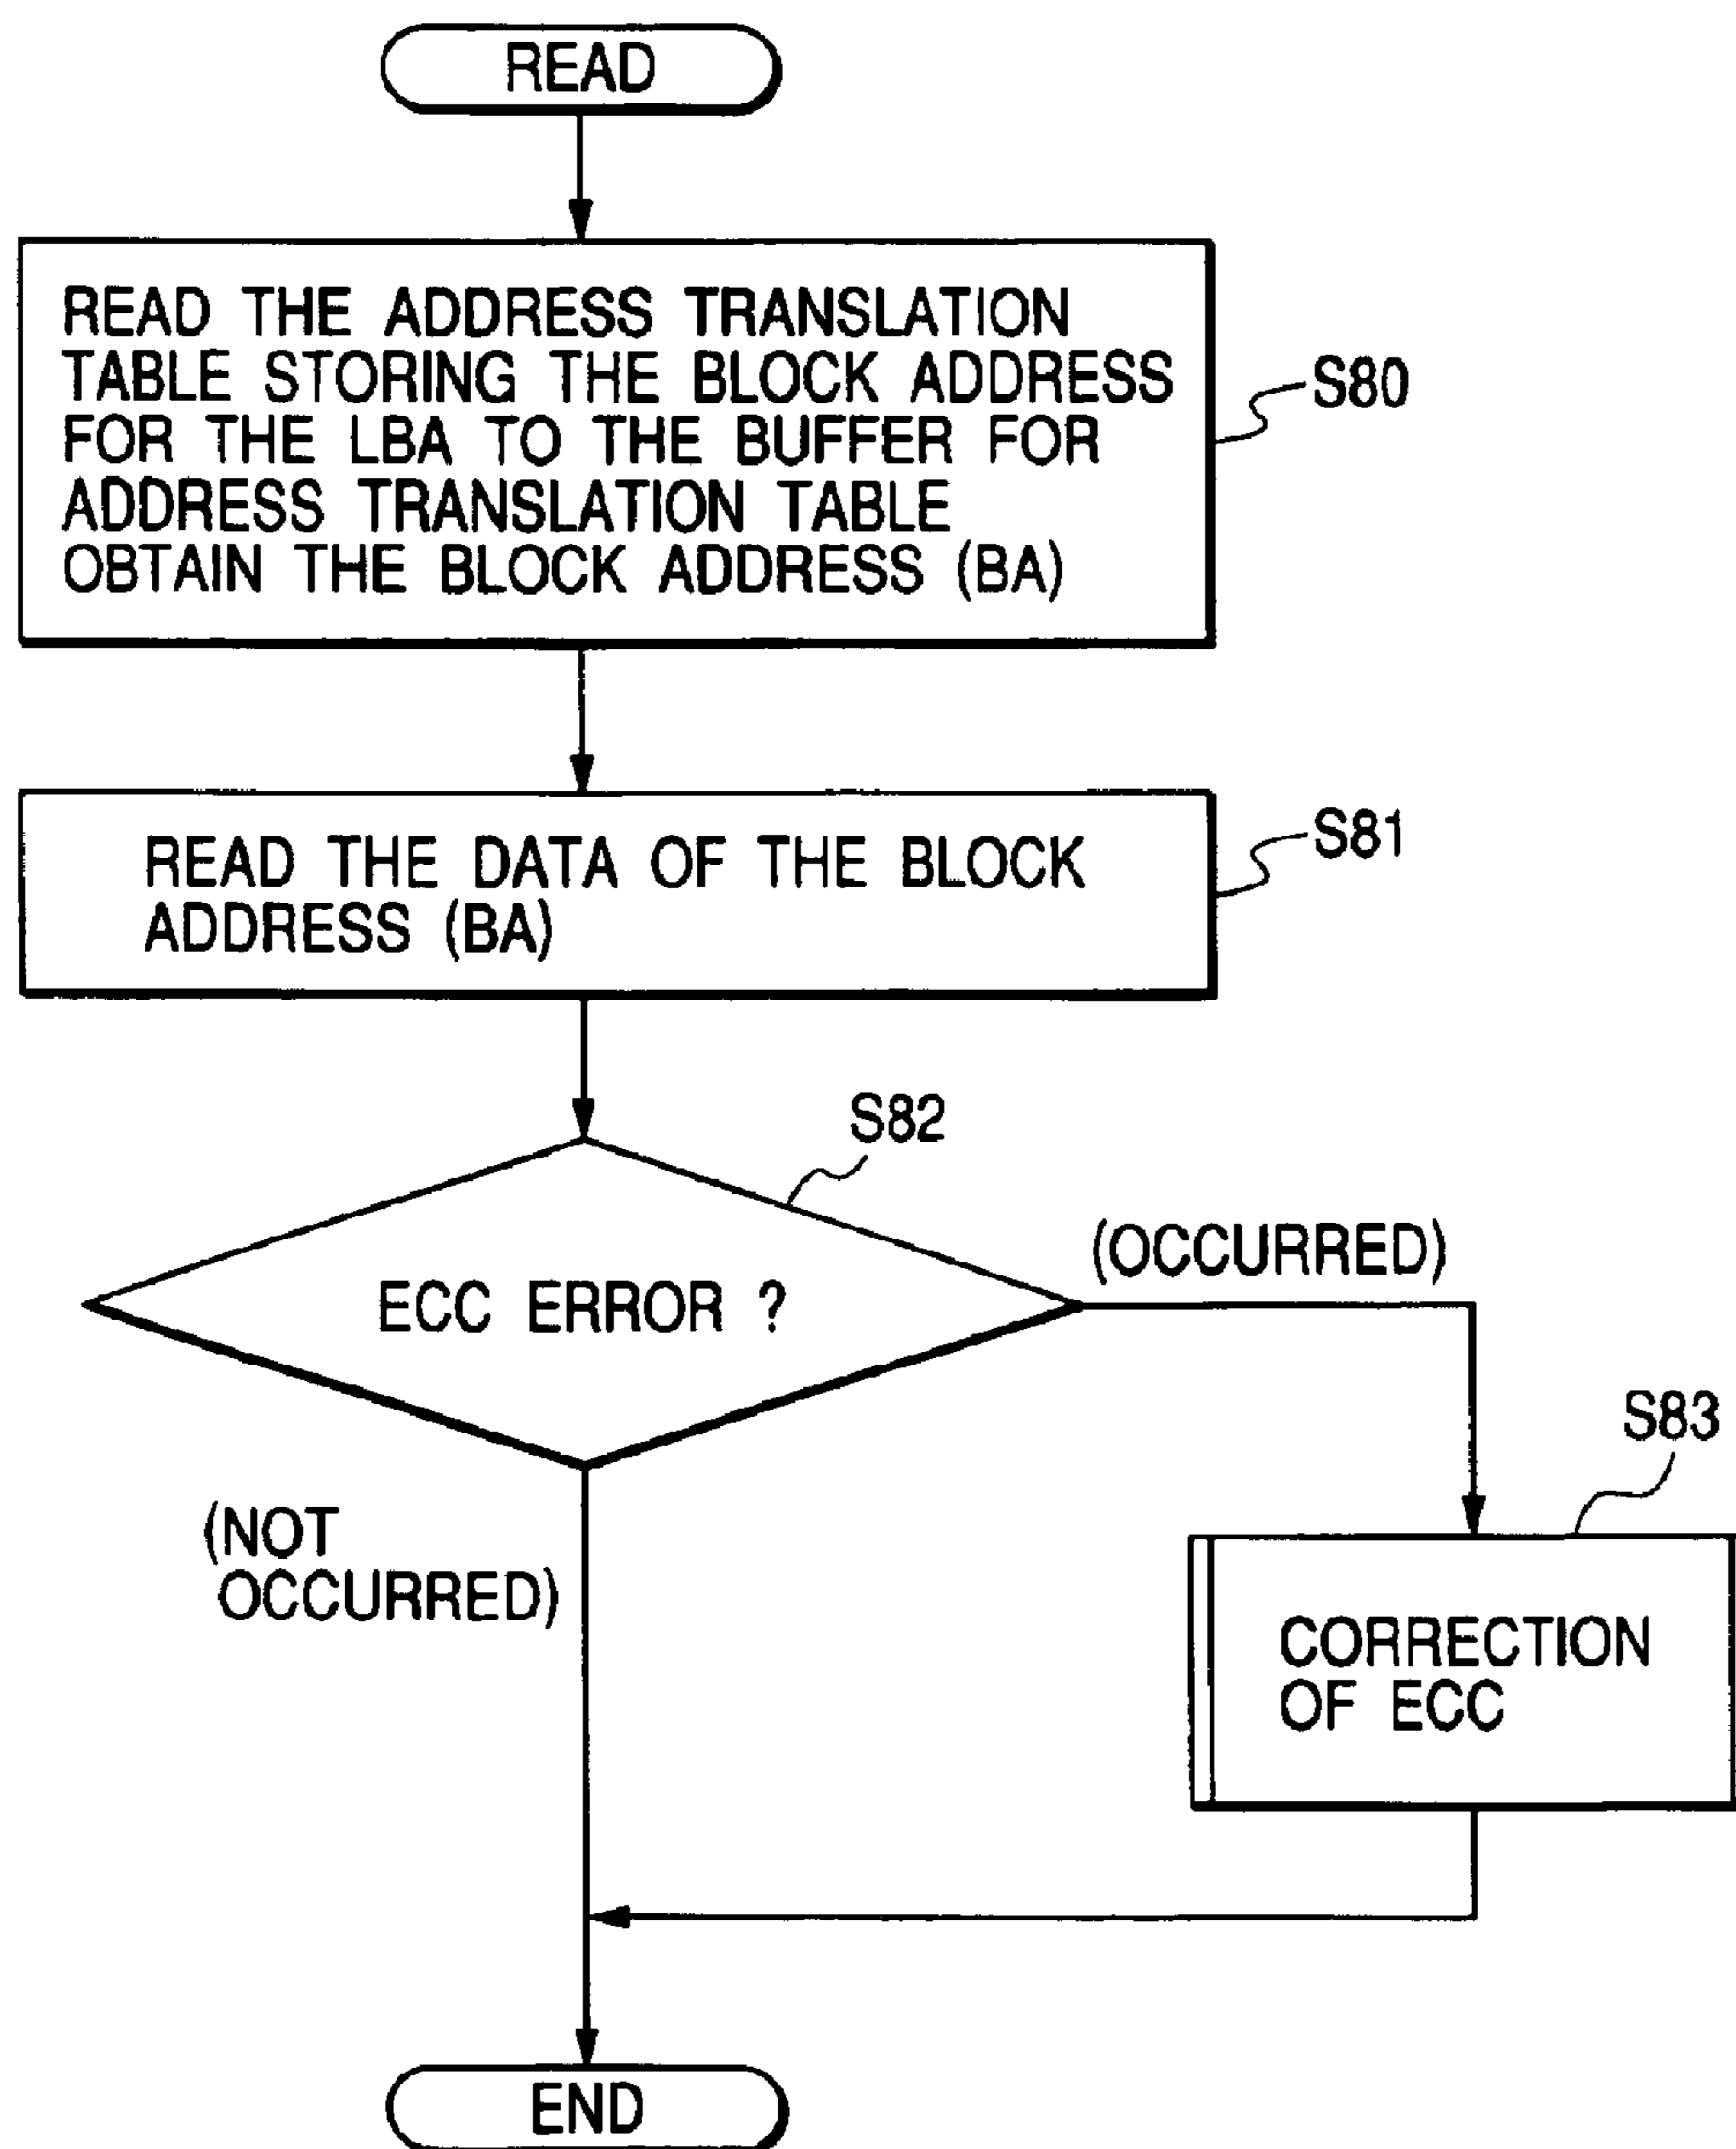 READ
READ THE ADDRESS TRANSLATION
TABLE STORING THE BLOCK ADDRESS
FOR THE LBA TO THE BUFFER FOR
ADDRESS TRANSLATION TABLE
OBTAIN THE BLOCK ADDRESS (BA)
S80
READ THE DATA OF THE BLOCK
ADDRESS (BA)
S81
S82
ECC ERROR ?
(OCCURRED)
S83
(NOT
OCCURRED)
CORRECTION
OF ECC
END